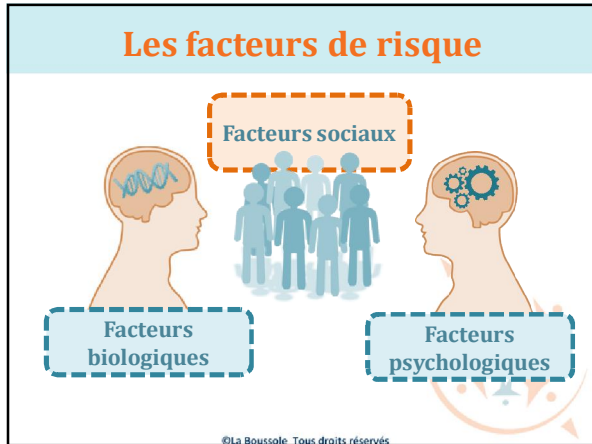 Les facteurs de risque
Facteurs sociaux
Facteurs
biologiques
Facteurs
psychologiques
©La Boussole Tous droits réservés